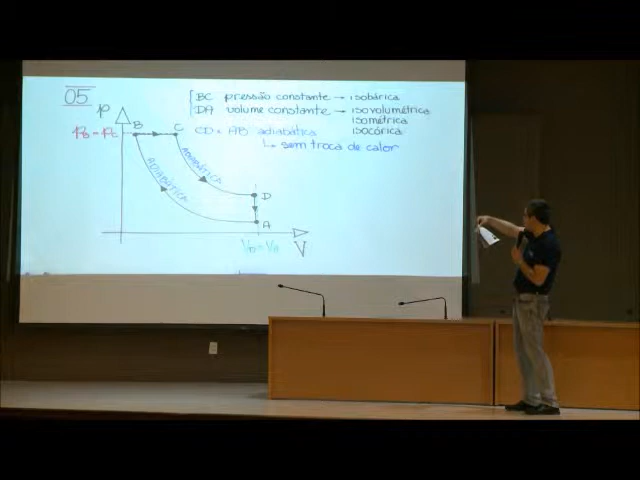 05
BC pressão constante → isobárica
DA volume constante → isovolumétrica
isométrica
CD e AB adiabática
isocórica
↳ sem troca de calor
P
B
C
ADIABÁTICA
ADIABÁTICA
D
A
V